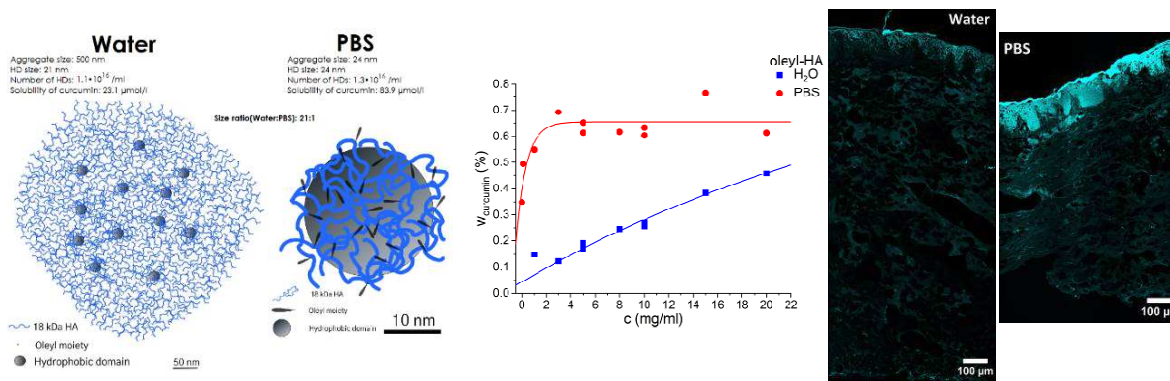 Water
Aggregate size: 500 nm
HD size: 21 nm
Number of HDs: 1.1•10^16 /ml
Solubility of curcumin: 23.1 μmol/l
PBS
Aggregate size: 24 nm
HD size: 24 nm
Number of HDs: 1.3•10^16 /ml
Solubility of curcumin: 83.9 μmol/l
Size ratio(Water:PBS): 21:1
18 kDa HA
Oleyl moiety
Hydrophobic domain
50 nm
18 kDa HA
Oleyl moiety
Hydrophobic domain
10 nm
oleyl-HA
H2O
PBS
Wcurcumin (%)
0.8
0.7
0.6
0.5
0.4
0.3
0.2
0.1
0.0
0 2 4 6 8 10 12 14 16 18 20 22
c (mg/ml)
Water
100 μm
PBS
100 μ